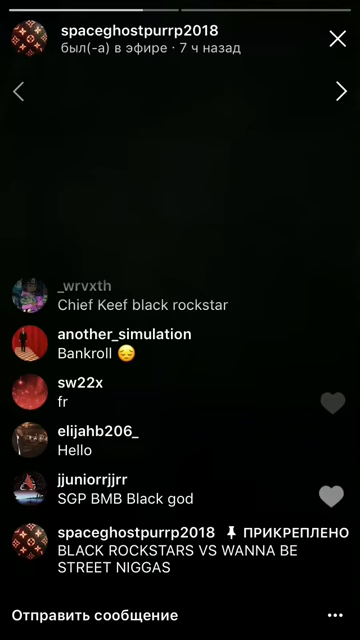 spaceghostpurrp2018
был(-а) в эфире · 7 ч назад
_wrvxth
Chief Keef black rockstar
another_simulation
Bankroll 😔
sw22x
fr
elijahb206_
Hello
jjuniorrjjrr
SGP BMB Black god
spaceghostpurrp2018 📌 ПРИКРЕПЛЕНО
BLACK ROCKSTARS VS WANNA BE
STREET NIGGAS
Отправить сообщение